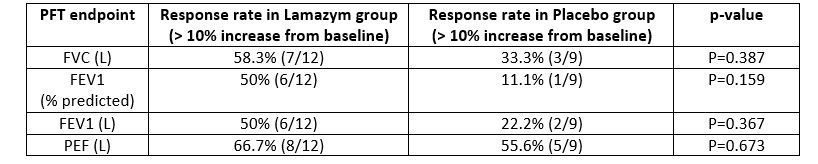 PFT endpoint Response rate in Lamazym group Response rate in Placebo group p-value
(> 10% increase from baseline) (> 10% increase from baseline)
FVC (L) 58.3% (7/12) 33.3% (3/9) P=0.387
FEV1 50% (6/12) 11.1% (1/9) P=0.159
(% predicted)
FEV1 (L) 50% (6/12) 22.2% (2/9) P=0.367
PEF (L) 66.7% (8/12) 55.6% (5/9) P=0.673